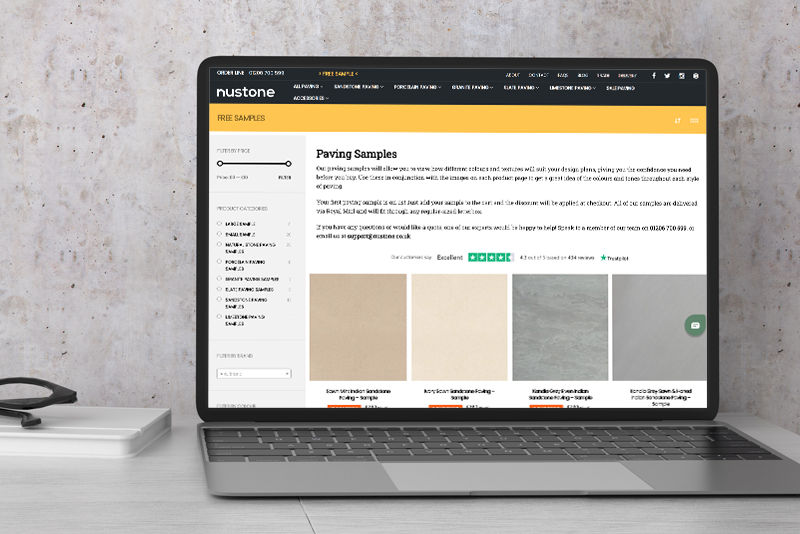 ORDER LINE 01206 700 599
> FREE SAMPLE <
ABOUT CONTACT FAQS BLOG TRADE DELIVERY
nustone
ALL PAVING SANDSTONE PAVING PORCELAIN PAVING GRANITE PAVING SLATE PAVING LIMESTONE PAVING SALE PAVING
ACCESSORIES
FREE SAMPLES
FILTER BY PRICE
FILTER
PRODUCT CATEGORIES
LARGE SAMPLE
SMALL SAMPLE
NATURAL STONE PAVING
SAMPLES
PORCELAIN PAVING
SAMPLES
GRANITE PAVING SAMPLES
SLATE PAVING SAMPLES
SANDSTONE PAVING
SAMPLES
LIMESTONE PAVING
SAMPLES
FILTER BY BRAND
FILTER BY COLOUR
Paving Samples
Our paving samples will allow you to view how different colours and textures will suit your design plans, giving you the confidence you need
before you buy. Use these in conjunction with the images on each product page to get a great idea of the colours and tones throughout each style
of paving.
Your first paving sample is on us! Just add your sample to the cart and the discount will be applied at checkout. All of our samples are delivered
via Royal Mail and will fit through any regular-sized letterbox.
If you have any questions or would like a quote, one of our experts would be happy to help! Speak to a member of our team on 01206 700 599, or
email us at support@nustone.co.uk
Our customers say Excellent 4.3 out of 5 based on 434 reviews Trustpilot
Sawn Mint Indian Sandstone
Paving – Sample
Ivory Sawn Sandstone
Paving – Sample
Kandla Grey Riven Indian
Sandstone Paving – Sample
Kandla Grey Sawn & Honed
Indian Sandstone Paving –
Sample